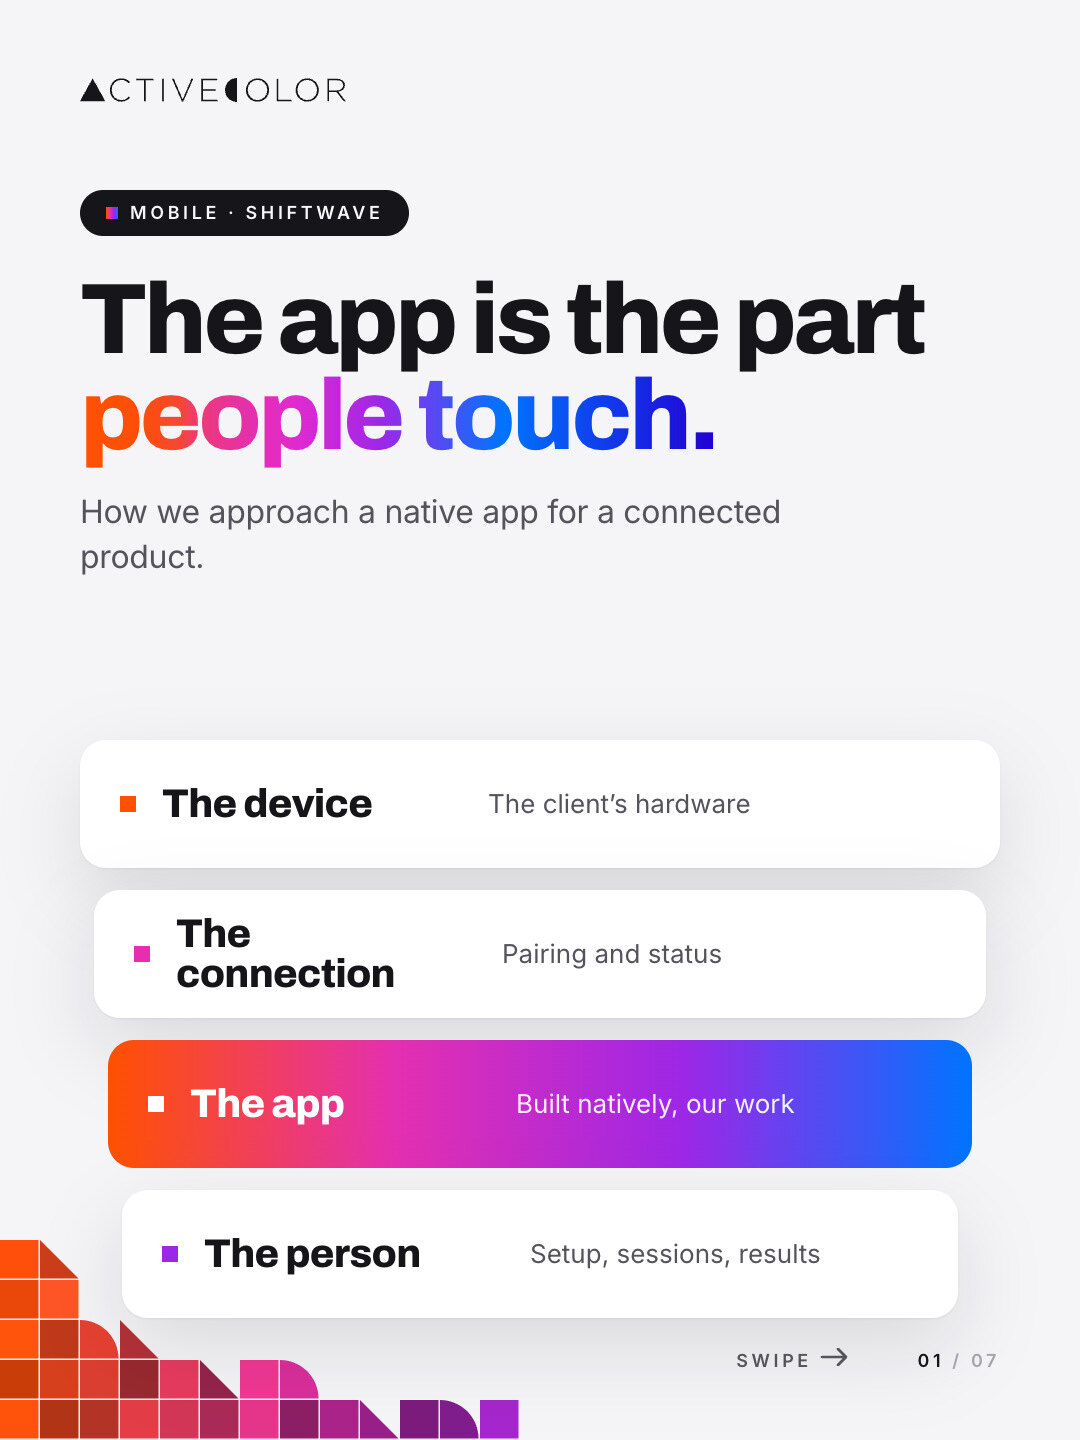 ACTIVECOLOR
MOBILE · SHIFTWAVE
The app is the part
people touch.
How we approach a native app for a connected
product.
The device
The client’s hardware
The
connection
Pairing and status
The app
Built natively, our work
The person
Setup, sessions, results
SWIPE →
01 / 07